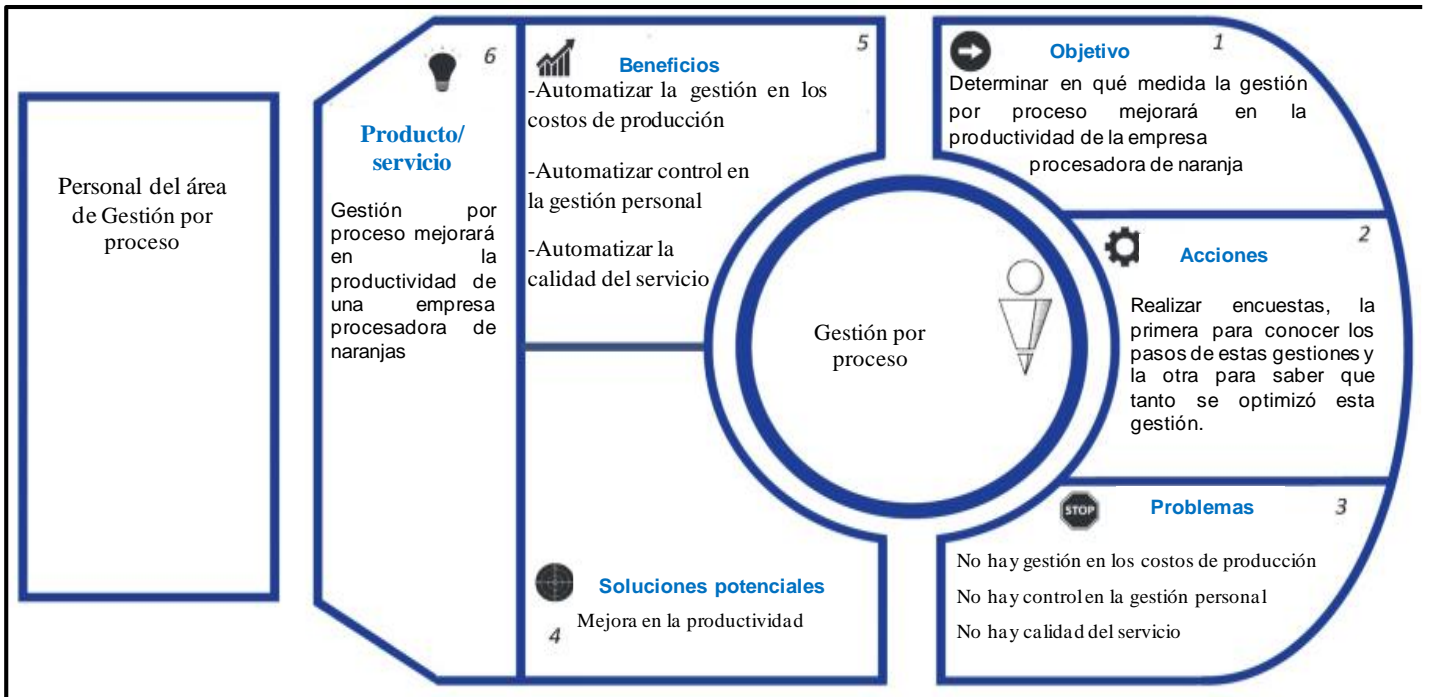 Personal del área
de Gestión por
proceso
6
Producto/
servicio
Gestión por
proceso mejorará
en la
productividad de
una empresa
procesadora de
naranjas
5
Beneficios
-Automatizar la gestión en los
costos de producción
-Automatizar control en
la gestión personal
-Automatizar la
calidad del servicio
Soluciones potenciales
4
Mejora en la productividad
Gestión por
proceso
Objetivo
1
Determinar en qué medida la gestión
por proceso mejorará en la
productividad de la empresa
procesadora de naranja
2
Acciones
Realizar encuestas, la
primera para conocer los
pasos de estas gestiones y
la otra para saber que
tanto se optimizó esta
gestión.
STOP
Problemas
3
No hay gestión en los costos de producción
No hay control en la gestión personal
No hay calidad del servicio